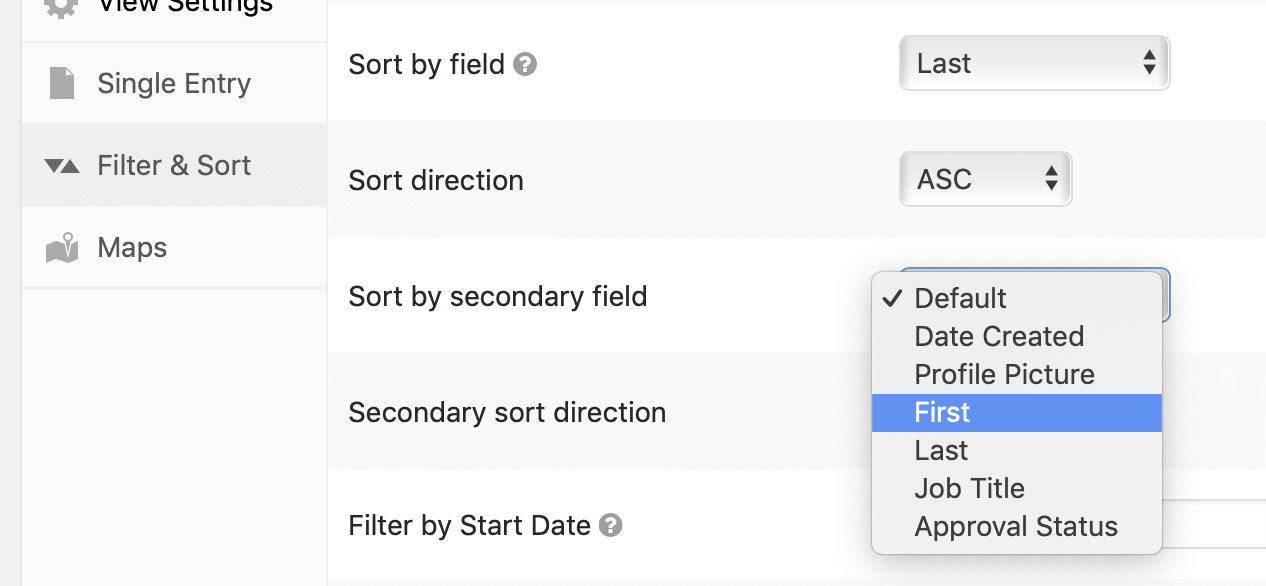 View Settings
Single Entry
Filter & Sort
Maps
Sort by field ?
Last
Sort direction
ASC
Sort by secondary field
Default
Date Created
Profile Picture
First
Last
Job Title
Approval Status
Secondary sort direction
Filter by Start Date ?